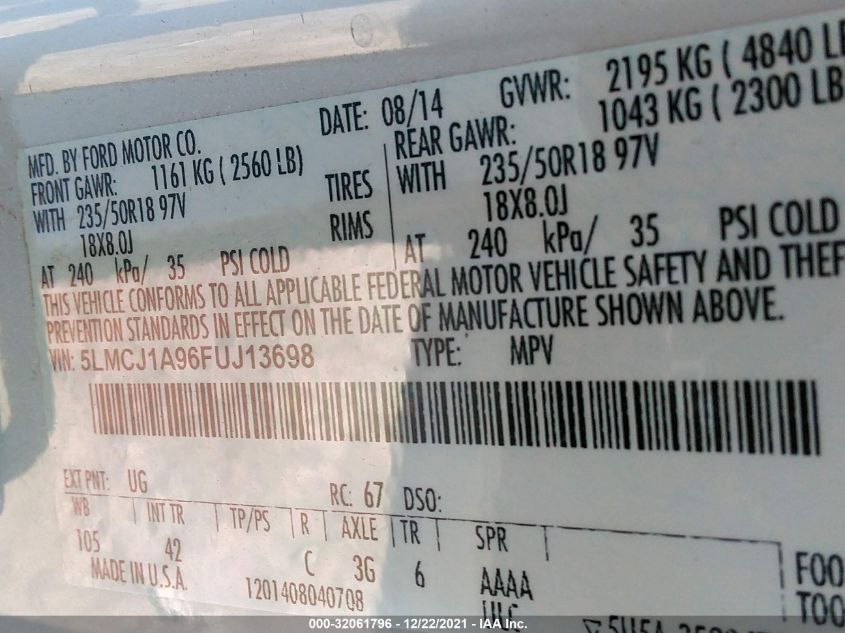 MFD. BY FORD MOTOR CO. DATE: 08/14 GVWR: 2195 KG ( 4840 L
FRONT GAWR: 1161 KG ( 2560 LB) REAR GAWR: 1043 KG ( 2300 LB
WITH 235/50R18 97V TIRES WITH 235/50R18 97V
18X8.0J RIMS 18X8.0J
AT 240 kPa/ 35 PSI COLD AT 240 kPa/ 35 PSI COLD
THIS VEHICLE CONFORMS TO ALL APPLICABLE FEDERAL MOTOR VEHICLE SAFETY AND THEF
PREVENTION STANDARDS IN EFFECT ON THE DATE OF MANUFACTURE SHOWN ABOVE.
VIN: 5LMCJ1A96FUJ13698 TYPE: MPV
EXT PNT: UG RC: 67 DSO:
WB INT TR TP/PS R AXLE TR SPR
105 42 C 3G 6 AAAA
MADE IN U.S.A. 12014080407Q8 ULC
FOO
TOO
000-32061796 - 12/22/2021 - IAA Inc.